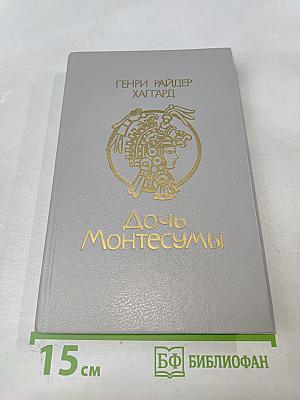 ГЕНРИ РАЙДЕР
ХАГГАРД
Дочь
Монтесумы
15 см
БФ БИБЛИОФАН